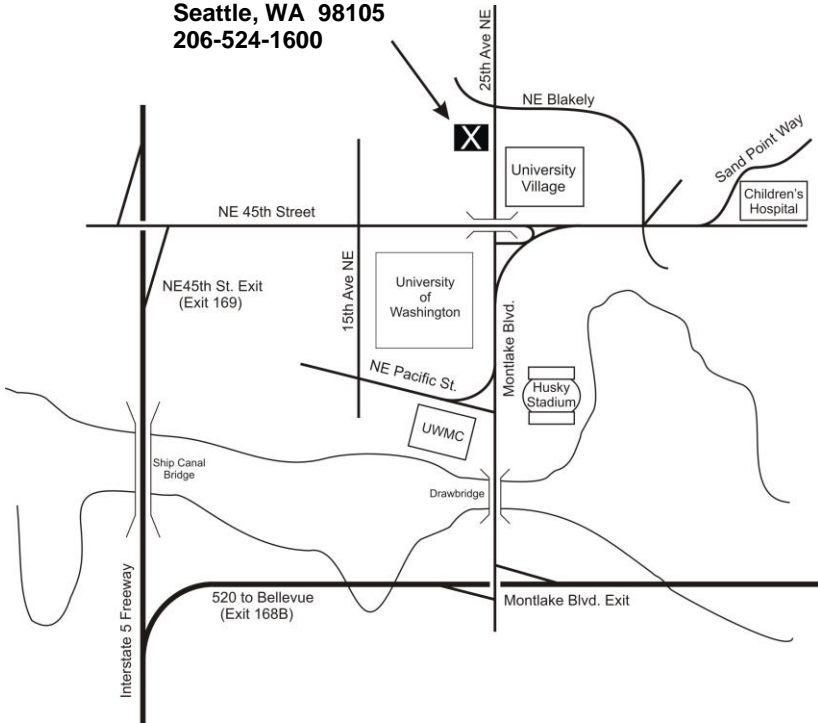 Seattle, WA 98105
206-524-1600
25th Ave NE
NE Blakely
X
Sand Point Way
University
Village
Children's
Hospital
NE 45th Street
NE45th St. Exit
(Exit 169)
15th Ave NE
University
of
Washington
Montlake Blvd.
NE Pacific St.
Husky
Stadium
UWMC
Ship Canal
Bridge
Drawbridge
Interstate 5 Freeway
520 to Bellevue
(Exit 168B)
Montlake Blvd. Exit